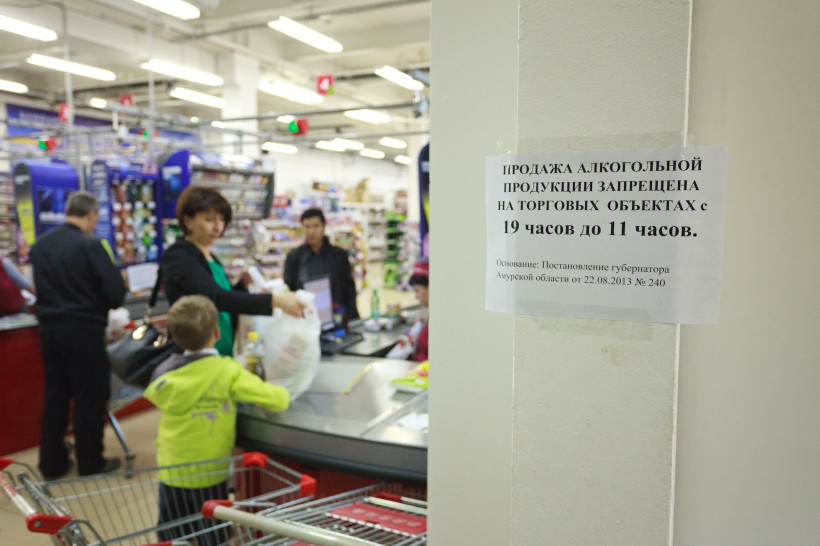 ПРОДАЖА АЛКОГОЛЬНОЙ
ПРОДУКЦИИ ЗАПРЕЩЕНА
НА ТОРГОВЫХ ОБЪЕКТАХ с
19 часов до 11 часов.
Основание: Постановление губернатора
Амурской области от 22.08.2013 № 240